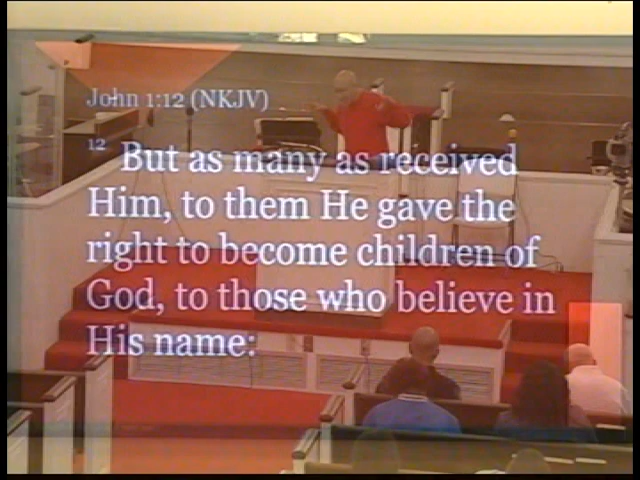 John 1:12 (NKJV)
12 But as many as received
Him, to them He gave the
right to become children of
God, to those who believe in
His name: